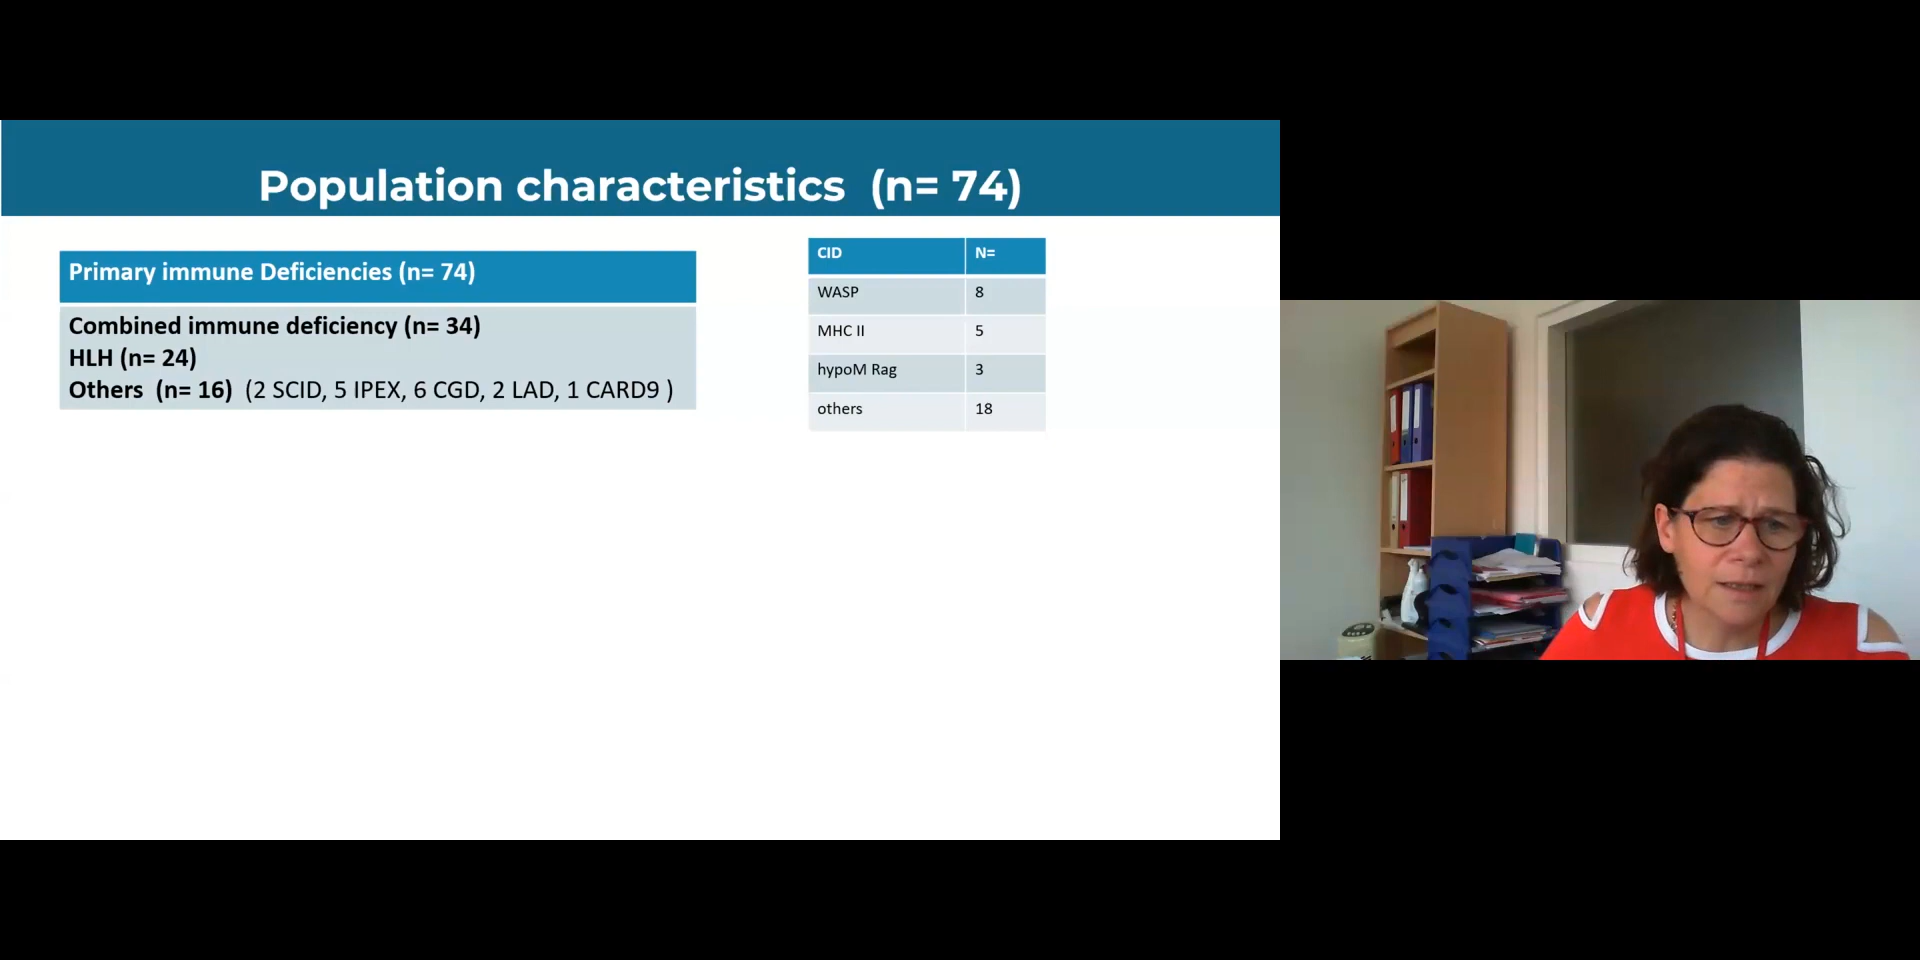 Population characteristics (n= 74)
Primary immune Deficiencies (n= 74)
Combined immune deficiency (n= 34)
HLH (n= 24)
Others (n= 16) (2 SCID, 5 IPEX, 6 CGD, 2 LAD, 1 CARD9 )
CID N=
WASP 8
MHC II 5
hypoM Rag 3
others 18